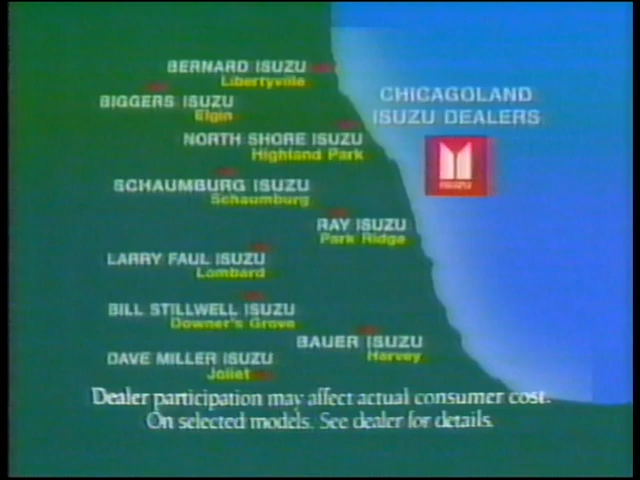 BERNARD ISUZU
Libertyville
BIGGERS ISUZU
Elgin
CHICAGOLAND
ISUZU DEALERS
NORTH SHORE ISUZU
Highland Park
ISUZU
SCHAUMBURG ISUZU
Schaumburg
RAY ISUZU
Park Ridge
LARRY FAUL ISUZU
Lombard
BILL STILLWELL ISUZU
Downer's Grove
BAUER ISUZU
Harvey
DAVE MILLER ISUZU
Joliet
Dealer participation may affect actual consumer cost.
On selected models. See dealer for details.